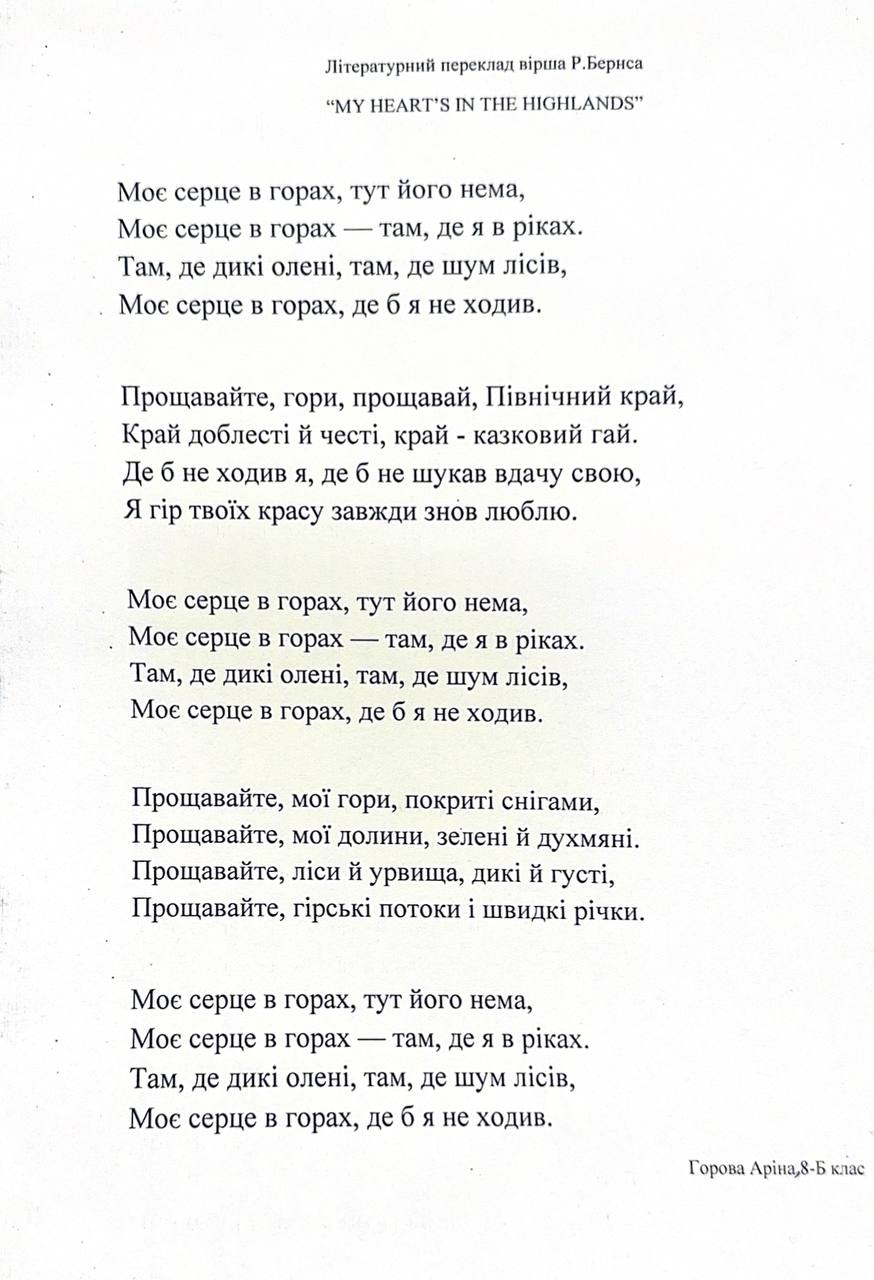 Літературний переклад вірша Р.Бернса
“MY HEART’S IN THE HIGHLANDS”
Моє серце в горах, тут його нема,
Моє серце в горах — там, де я в ріках.
Там, де дикі олені, там, де шум лісів,
Моє серце в горах, де б я не ходив.
Прощавайте, гори, прощавай, Північний край,
Край доблесті й честі, край - казковий гай.
Де б не ходив я, де б не шукав вдачу свою,
Я гір твоїх красу завжди знов люблю.
Моє серце в горах, тут його нема,
Моє серце в горах — там, де я в ріках.
Там, де дикі олені, там, де шум лісів,
Моє серце в горах, де б я не ходив.
Прощавайте, мої гори, покриті снігами,
Прощавайте, мої долини, зелені й духмяні.
Прощавайте, ліси й урвища, дикі й густі,
Прощавайте, гірські потоки і швидкі річки.
Моє серце в горах, тут його нема,
Моє серце в горах — там, де я в ріках.
Там, де дикі олені, там, де шум лісів,
Моє серце в горах, де б я не ходив.
Горова Аріна,8-Б клас